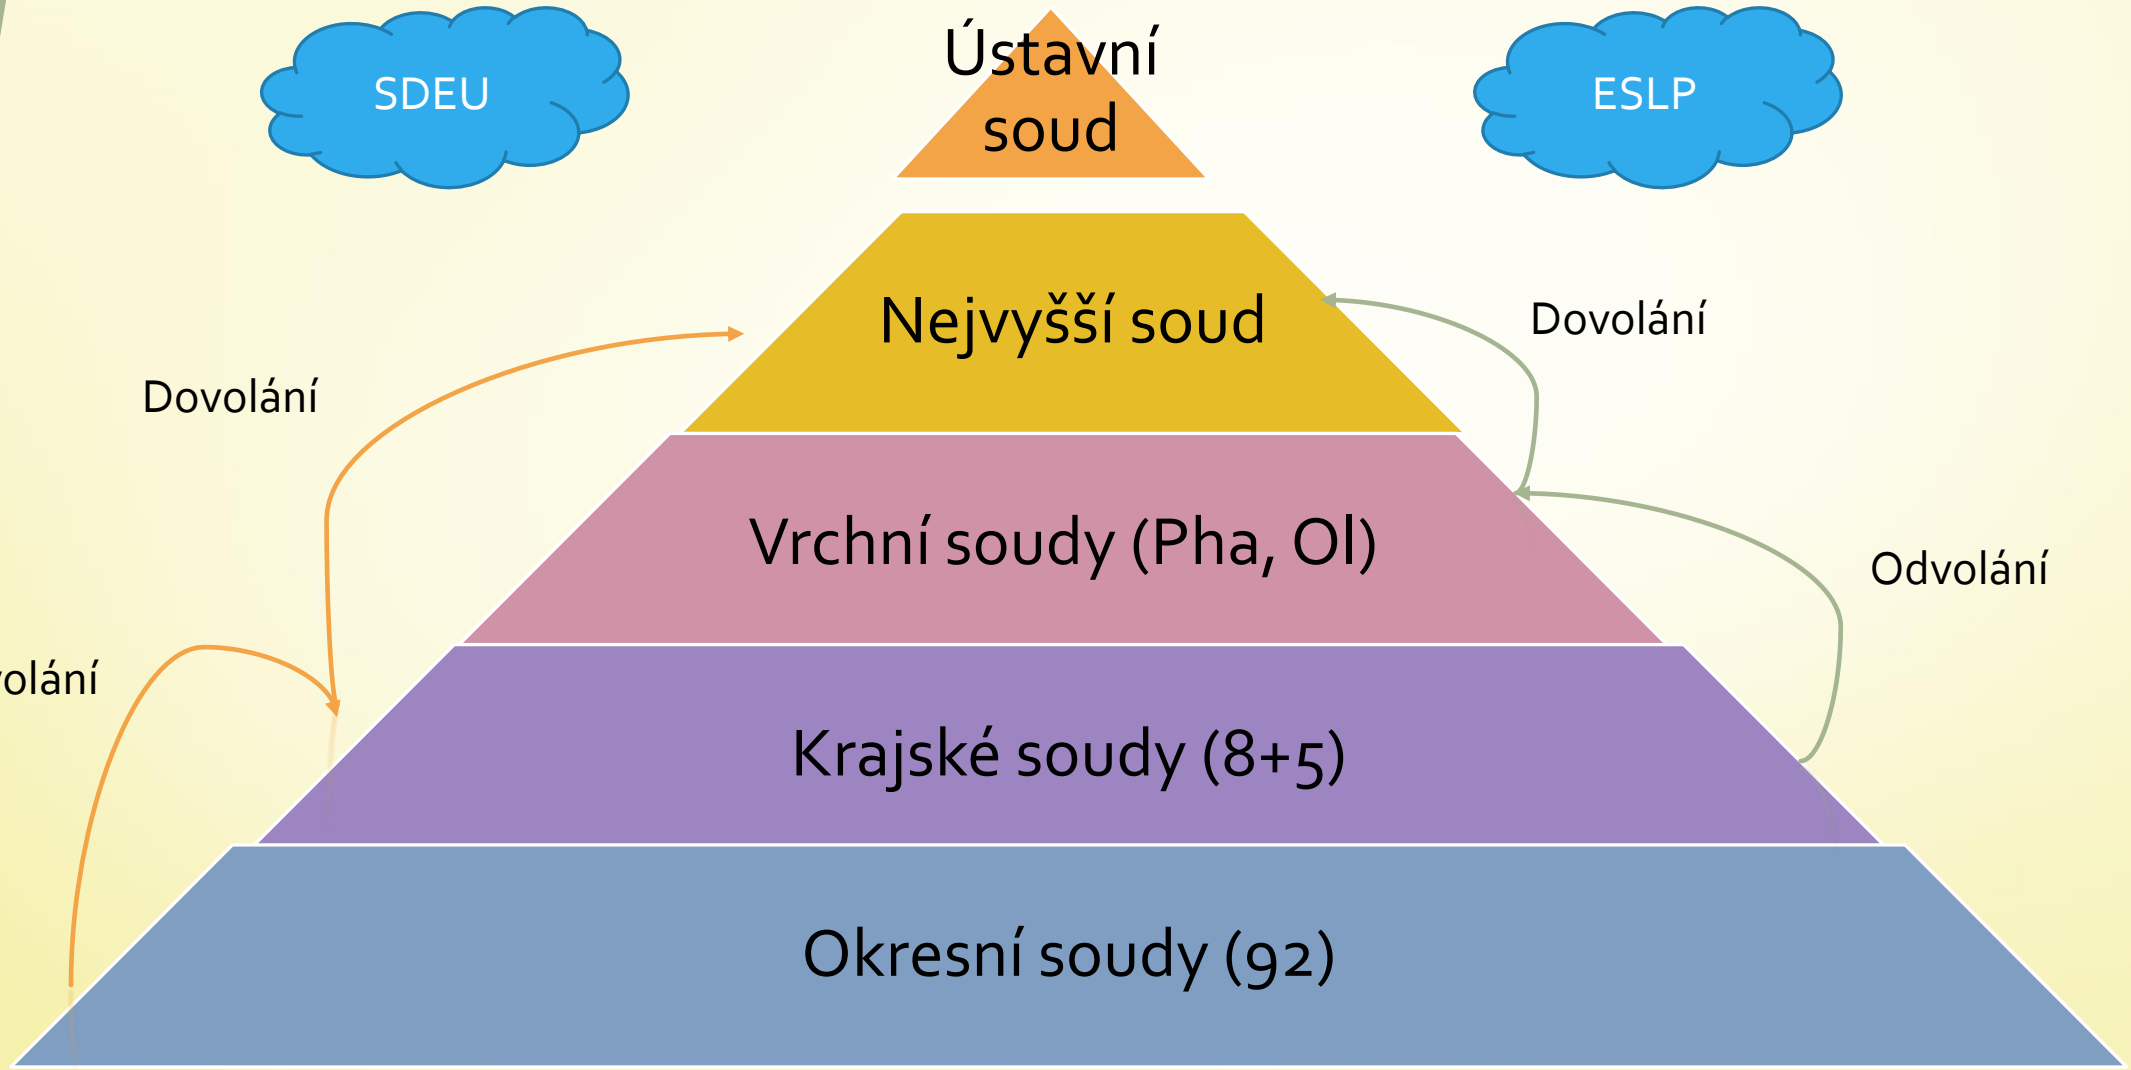 SDEU
Ústavní
soud
ESLP
Nejvyšší soud
Dovolání
Dovolání
Vrchní soudy (Pha, Ol)
Odvolání
volání
Krajské soudy (8+5)
Okresní soudy (92)